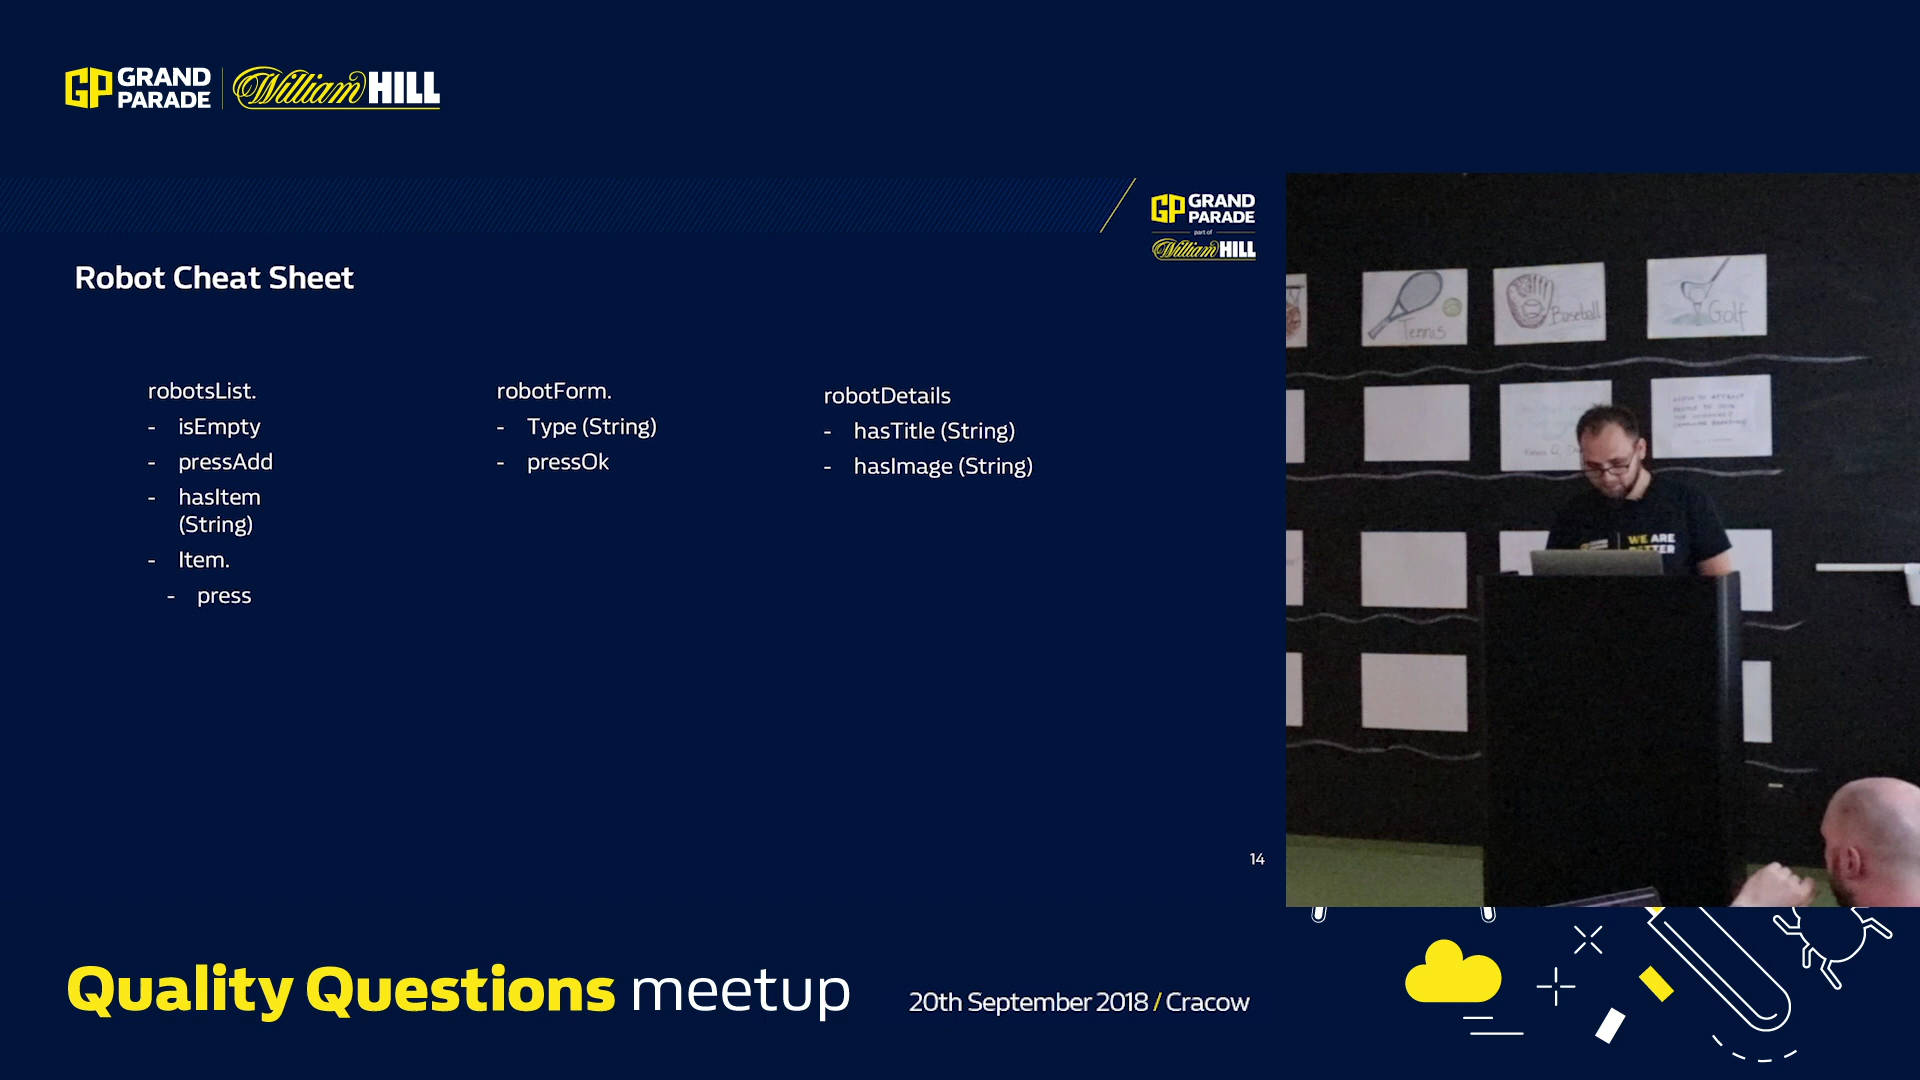 GP GRAND PARADE William HILL
GP GRAND PARADE
part of
William HILL
Robot Cheat Sheet
robotsList.
- isEmpty
- pressAdd
- hasItem
(String)
- Item.
- press
robotForm.
- Type (String)
- pressOk
robotDetails
- hasTitle (String)
- hasImage (String)
14
Tennis
Baseball
Golf
WE ARE
Quality Questions meetup
20th September 2018 / Cracow